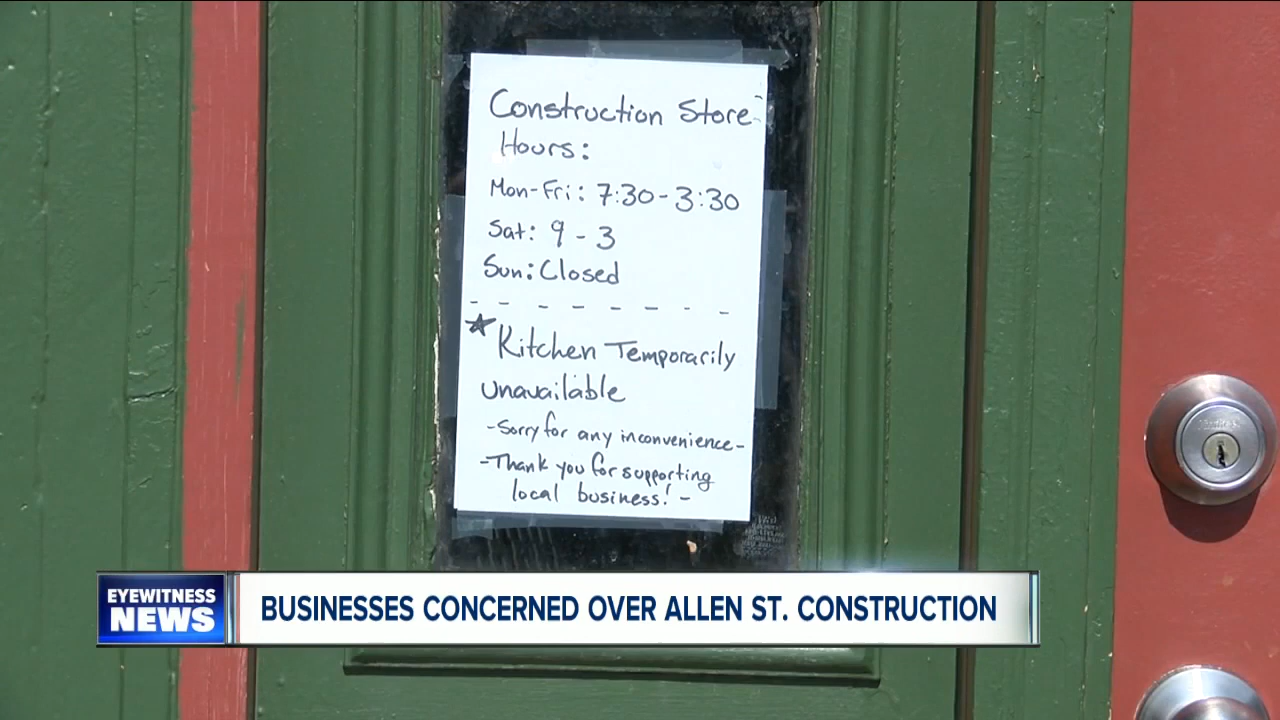 Construction Store
Hours:
Mon-Fri: 7:30-3:30
Sat: 9 - 3
Sun: Closed
- - - - - - - -
★ Kitchen Temporarily
unavailable
-Sorry for any inconvenience-
-Thank you for supporting
local business! -
EYEWITNESS
NEWS
BUSINESSES CONCERNED OVER ALLEN ST. CONSTRUCTION